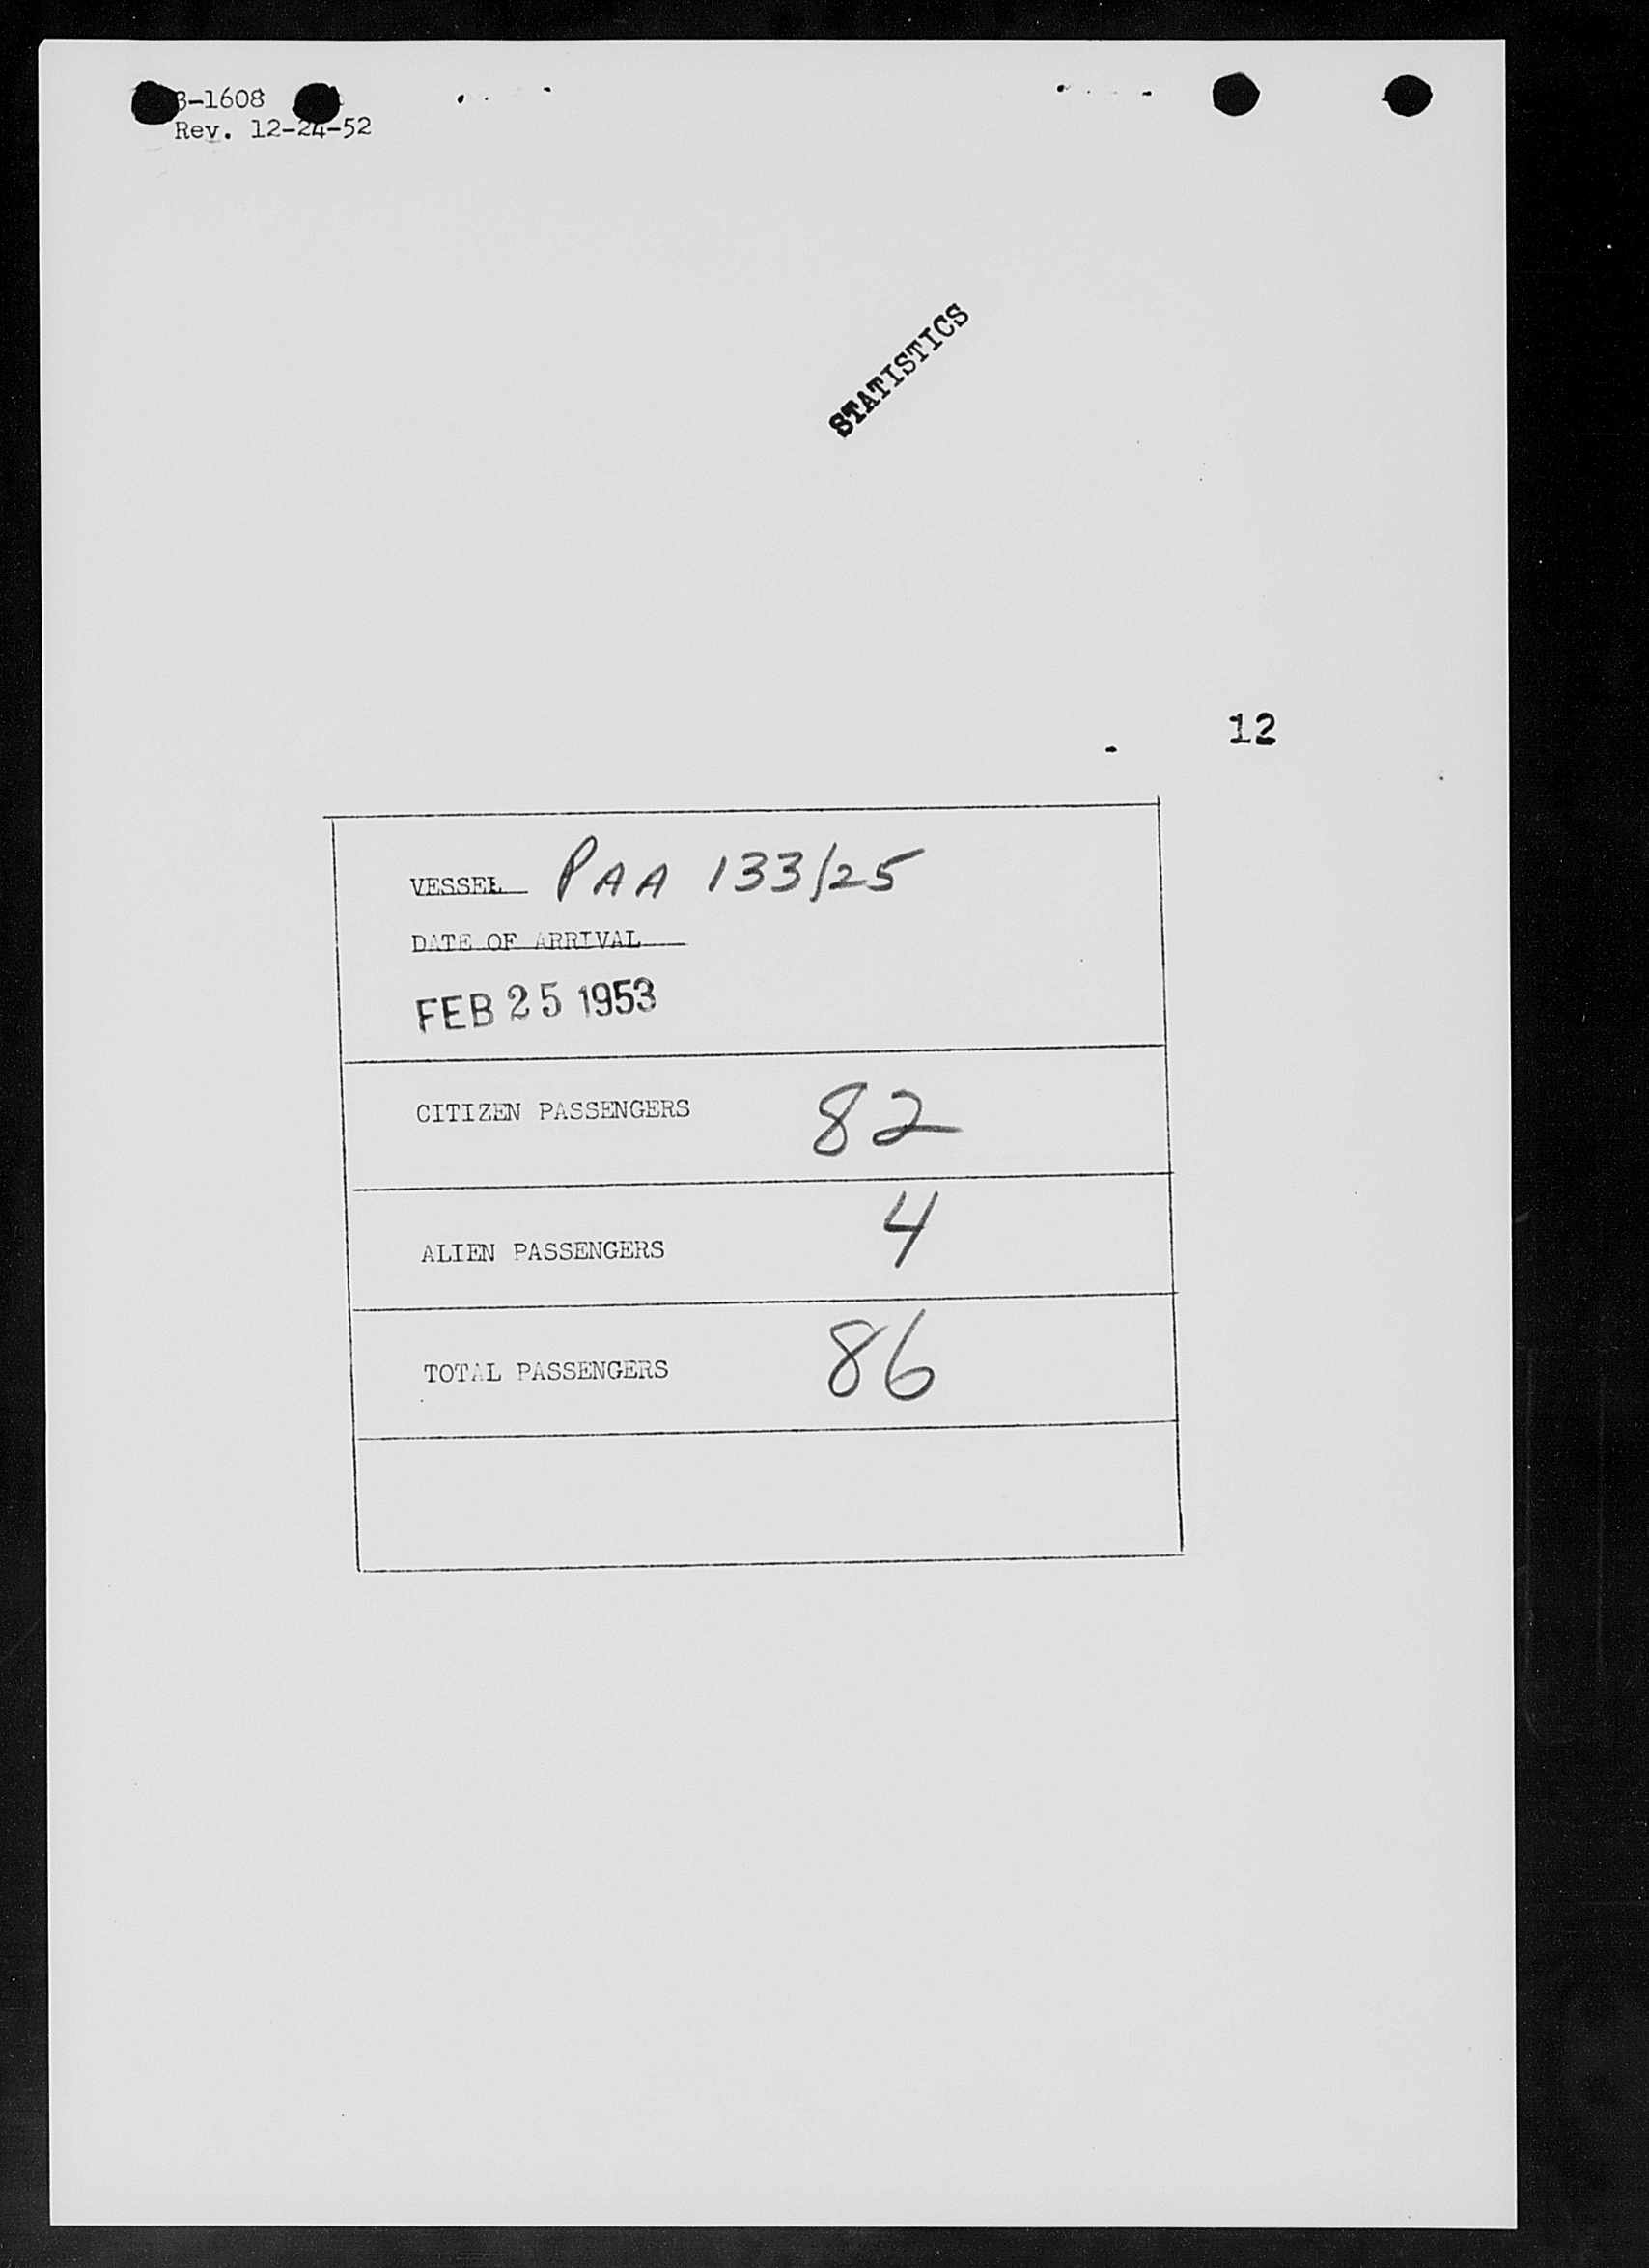 3-1608
Rev. 12-24-52
STATISTICS
12
VESSEL PAA 133/25
DATE OF ARRIVAL
FEB 25 1953
CITIZEN PASSENGERS 82
ALIEN PASSENGERS 4
TOTAL PASSENGERS 86